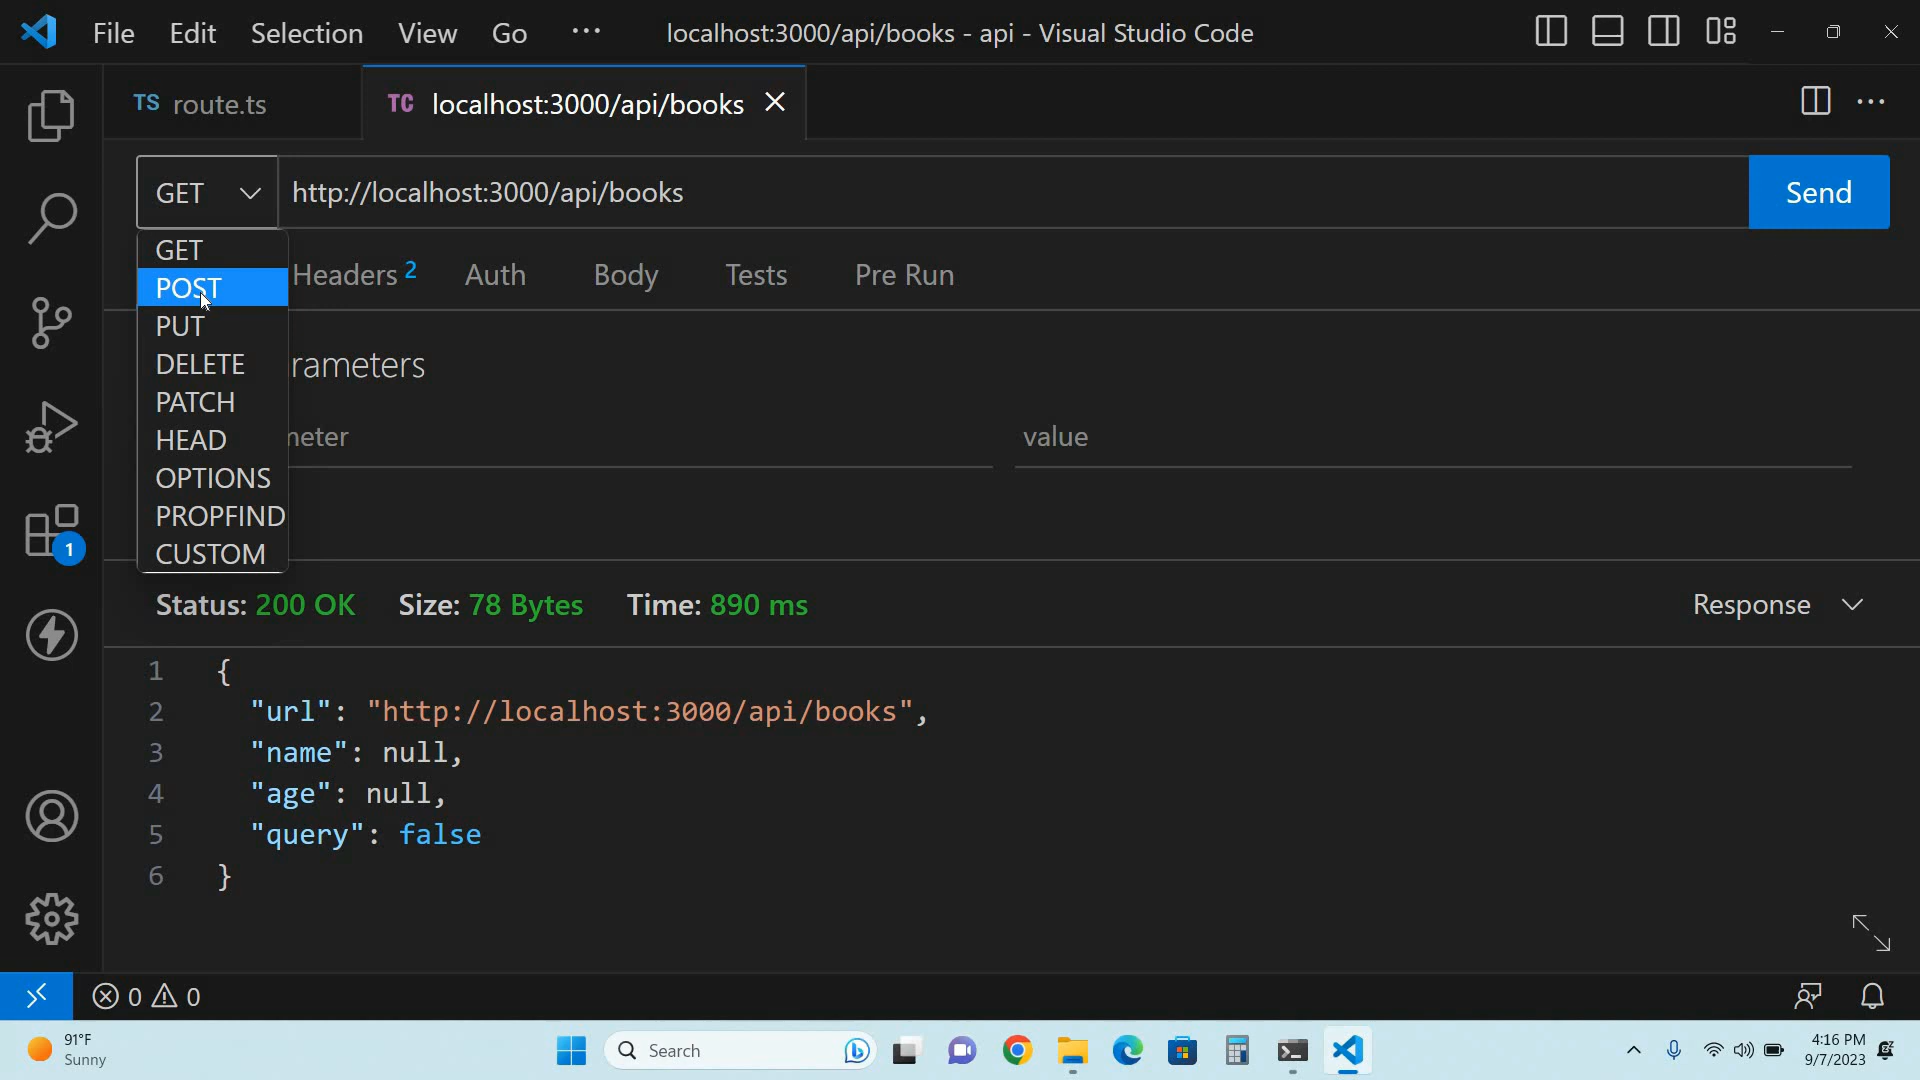 File Edit Selection View Go ··· localhost:3000/api/books - api - Visual Studio Code
TS route.ts TC localhost:3000/api/books
GET http://localhost:3000/api/books Send
GET
POST
PUT
DELETE
PATCH
HEAD
OPTIONS
PROPFIND
CUSTOM
Headers 2 Auth Body Tests Pre Run
rameters
neter value
1
Status: 200 OK Size: 78 Bytes Time: 890 ms Response
1 {
2 "url": "http://localhost:3000/api/books",
3 "name": null,
4 "age": null,
5 "query": false
6 }
0 0
91°F
Sunny
Search
4:16 PM
9/7/2023